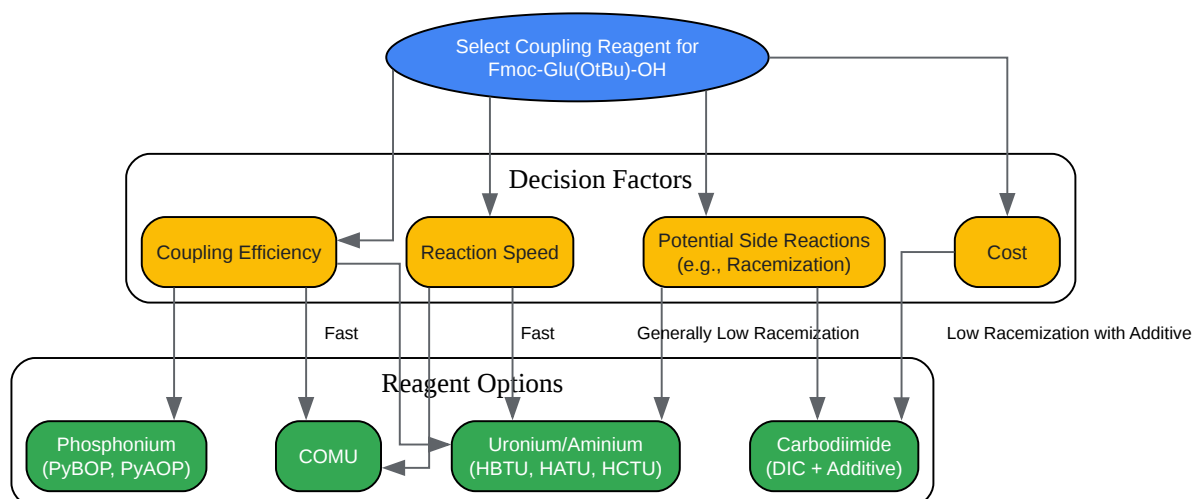 Select Coupling Reagent for
Fmoc-Glu(OtBu)-OH
Decision Factors
Coupling Efficiency
Reaction Speed
Potential Side Reactions
(e.g., Racemization)
Cost
Fast
Fast
Generally Low Racemization
Low Racemization with Additive
Reagent Options
Phosphonium
(PyBOP, PyAOP)
COMU
Uronium/Aminium
(HBTU, HATU, HCTU)
Carbodiimide
(DIC + Additive)